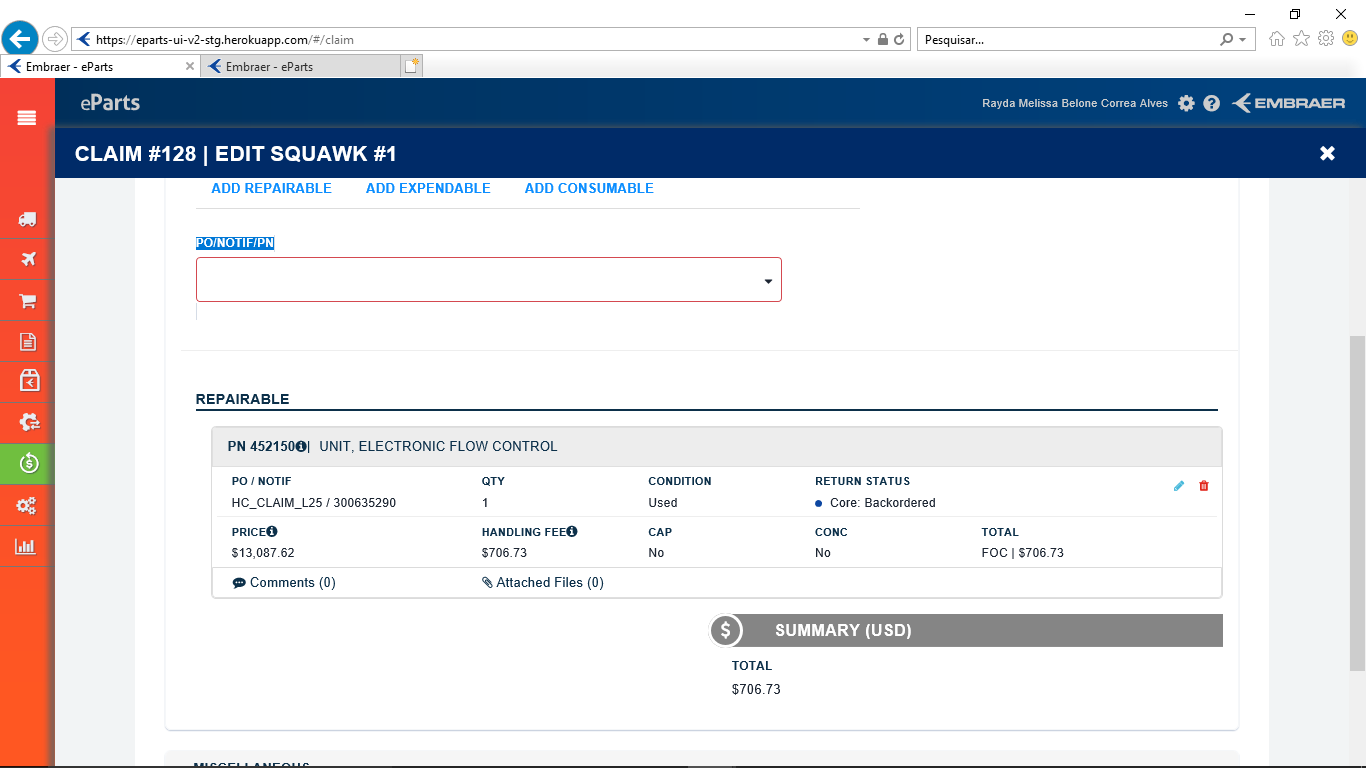 https://eparts-ui-v2-stg.herokuapp.com/#/claim
Pesquisar...
Embraer - eParts
Embraer - eParts
eParts
Rayda Melissa Belone Correa Alves
EMBRAER
CLAIM #128 | EDIT SQUAWK #1
ADD REPAIRABLE ADD EXPENDABLE ADD CONSUMABLE
PO/NOTIF/PN
REPAIRABLE
PN 452150 | UNIT, ELECTRONIC FLOW CONTROL
PO / NOTIF QTY CONDITION RETURN STATUS
HC_CLAIM_L25 / 300635290 1 Used Core: Backordered
PRICE HANDLING FEE CAP CONC TOTAL
$13,087.62 $706.73 No No FOC | $706.73
Comments (0) Attached Files (0)
$ SUMMARY (USD)
TOTAL
$706.73
MISCELLANEOUS